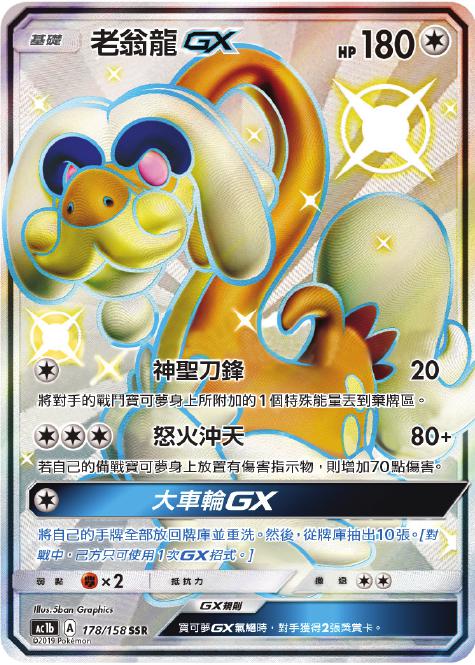 基礎 老翁龍GX HP 180
神聖刀鋒 20
將對手的戰鬥寶可夢身上所附加的1個特殊能量丟到棄牌區。
怒火沖天 80+
若自己的備戰寶可夢身上放置有傷害指示物，則增加70點傷害。
大車輪GX
將自己的手牌全部放回牌庫並重洗。然後，從牌庫抽出10張。[對
戰中，己方只可使用1次GX招式。]
弱點 ×2 抵抗力 撤退
Illus. 5ban Graphics GX規則
AC1b A 178/158 SSR 寶可夢GX氣絕時，對手獲得2張獎賞卡。
©2019 Pokémon